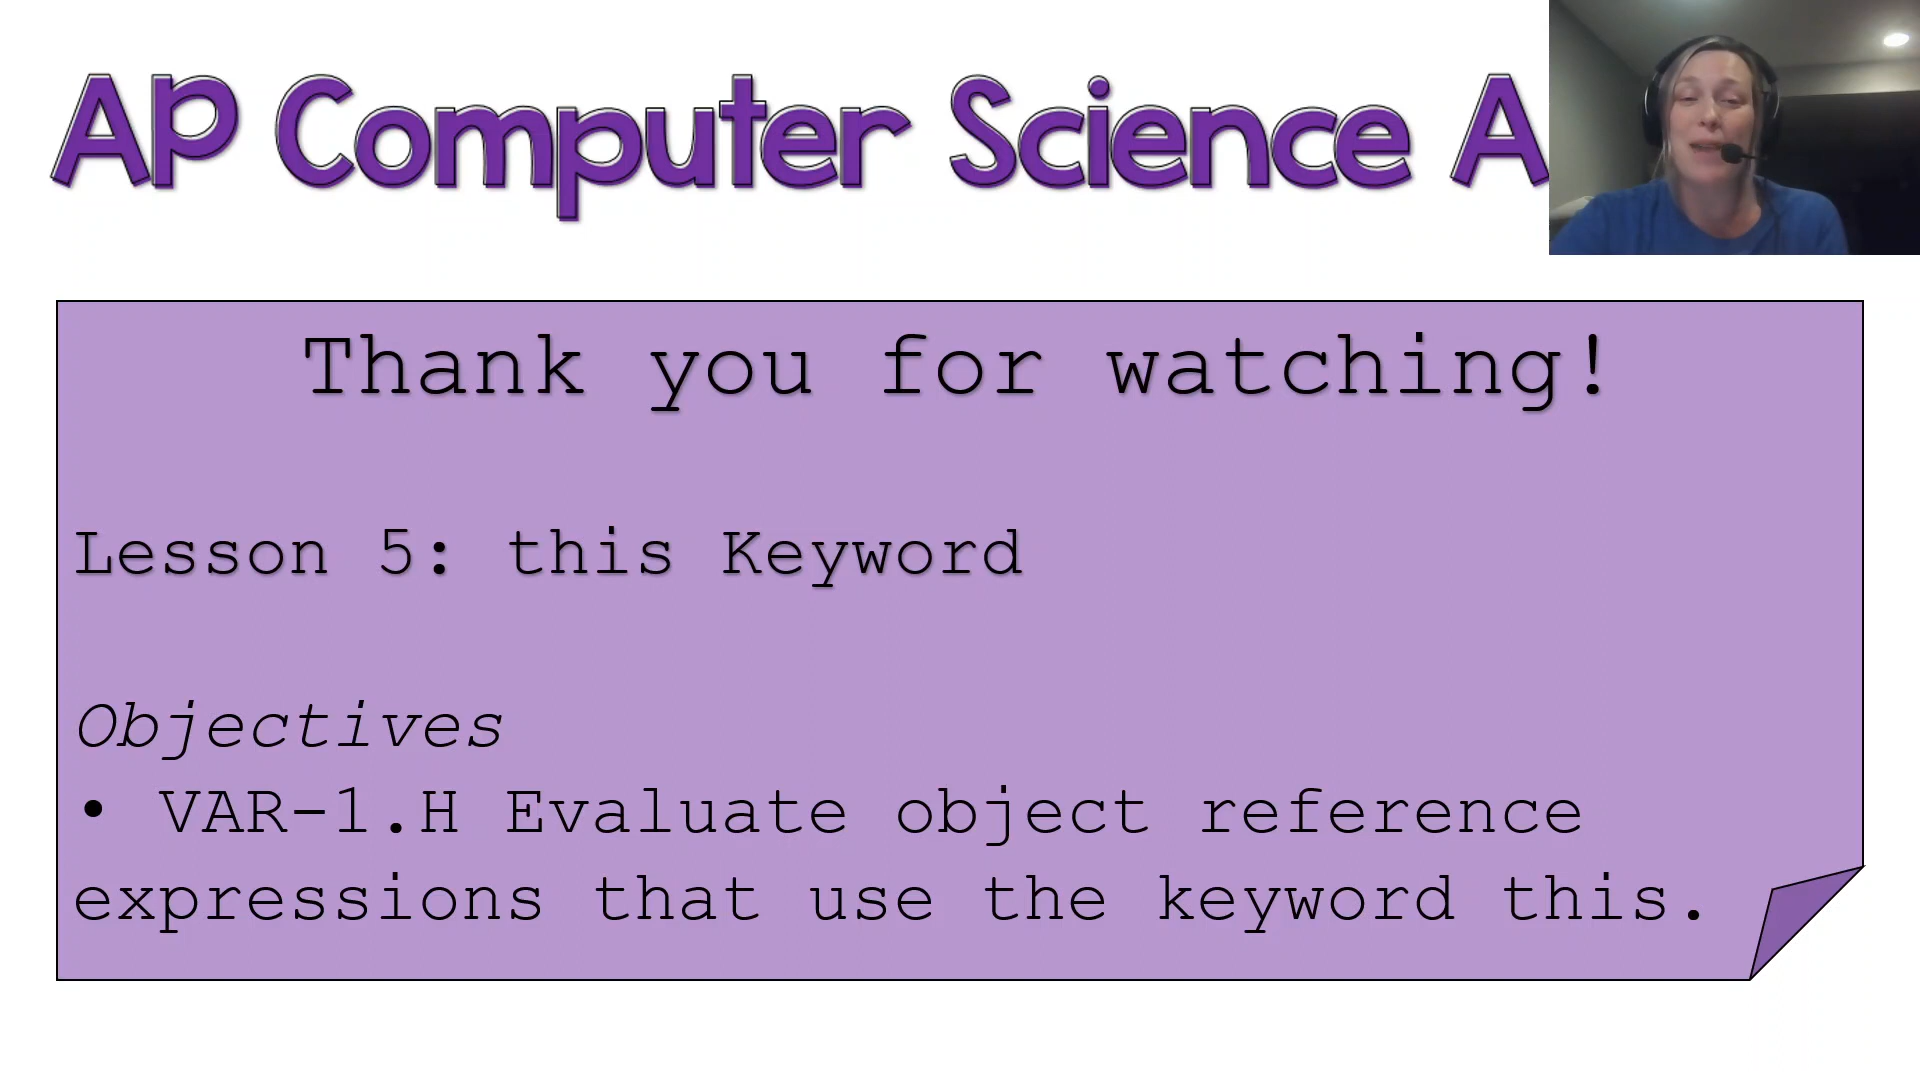 AP Computer Science A
Thank you for watching!
Lesson 5: this Keyword
Objectives
• VAR-1.H Evaluate object reference
expressions that use the keyword this.